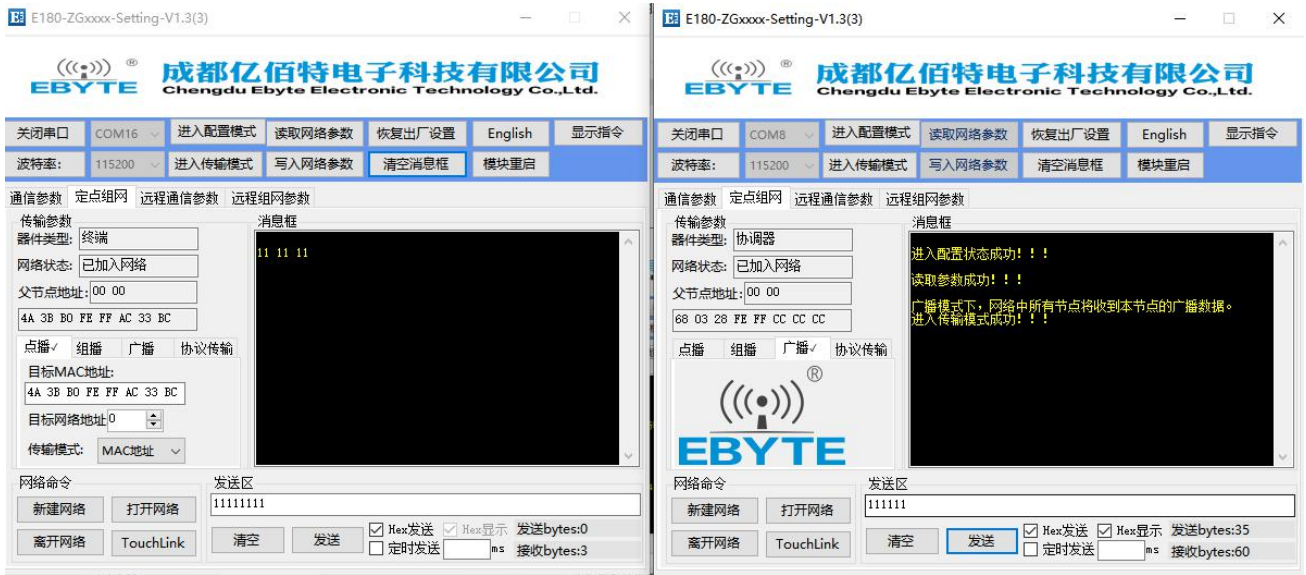 E180-ZGxxxx-Setting-V1.3(3)
EBYTE ®
成都亿佰特电子科技有限公司
Chengdu Ebyte Electronic Technology Co.,Ltd.
关闭串口 COM16 进入配置模式 读取网络参数 恢复出厂设置 English 显示指令
波特率: 115200 进入传输模式 写入网络参数 清空消息框 模块重启
通信参数 定点组网 远程通信参数 远程组网参数
传输参数
器件类型: 终端
网络状态: 已加入网络
父节点地址: 00 00
4A 3B B0 FE FF AC 33 BC
点播✓ 组播 广播 协议传输
目标MAC地址:
4A 3B B0 FE FF AC 33 BC
目标网络地址 0
传输模式: MAC地址
消息框
11 11 11
网络命令
新建网络 打开网络
离开网络 TouchLink
发送区
11111111
清空 发送
Hex发送 Hex显示 发送bytes:0
定时发送 ms 接收bytes:3
E180-ZGxxxx-Setting-V1.3(3)
EBYTE ®
成都亿佰特电子科技有限公司
Chengdu Ebyte Electronic Technology Co.,Ltd.
关闭串口 COM8 进入配置模式 读取网络参数 恢复出厂设置 English 显示指令
波特率: 115200 进入传输模式 写入网络参数 清空消息框 模块重启
通信参数 定点组网 远程通信参数 远程组网参数
传输参数
器件类型: 协调器
网络状态: 已加入网络
父节点地址: 00 00
68 03 28 FE FF CC CC CC
点播 组播 广播✓ 协议传输
EBYTE ®
消息框
进入配置状态成功!!!
读取参数成功!!!
广播模式下,网络中所有节点将收到本节点的广播数据。
进入传输模式成功!!!
网络命令
新建网络 打开网络
离开网络 TouchLink
发送区
111111
清空 发送
Hex发送 Hex显示 发送bytes:35
定时发送 ms 接收bytes:60